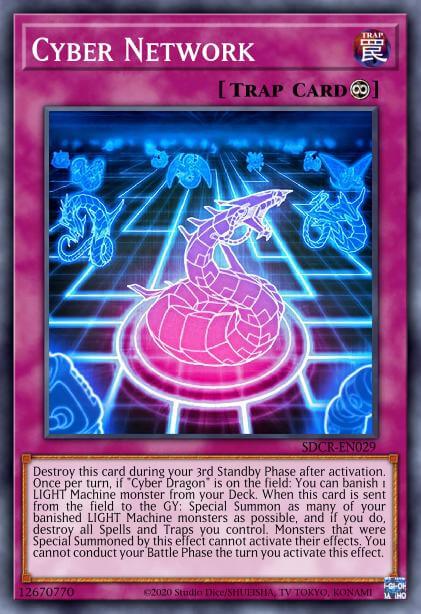 CYBER NETWORK
TRAP
罠
[TRAP CARD]
SDCR-EN029
Destroy this card during your 3rd Standby Phase after activation.
Once per turn, if "Cyber Dragon" is on the field: You can banish 1
LIGHT Machine monster from your Deck. When this card is sent
from the field to the GY: Special Summon as many of your
banished LIGHT Machine monsters as possible, and if you do,
destroy all Spells and Traps you control. Monsters that were
Special Summoned by this effect cannot activate their effects. You
cannot conduct your Battle Phase the turn you activate this effect.
12670770
©2020 Studio Dice/SHUEISHA, TV TOKYO, KONAMI